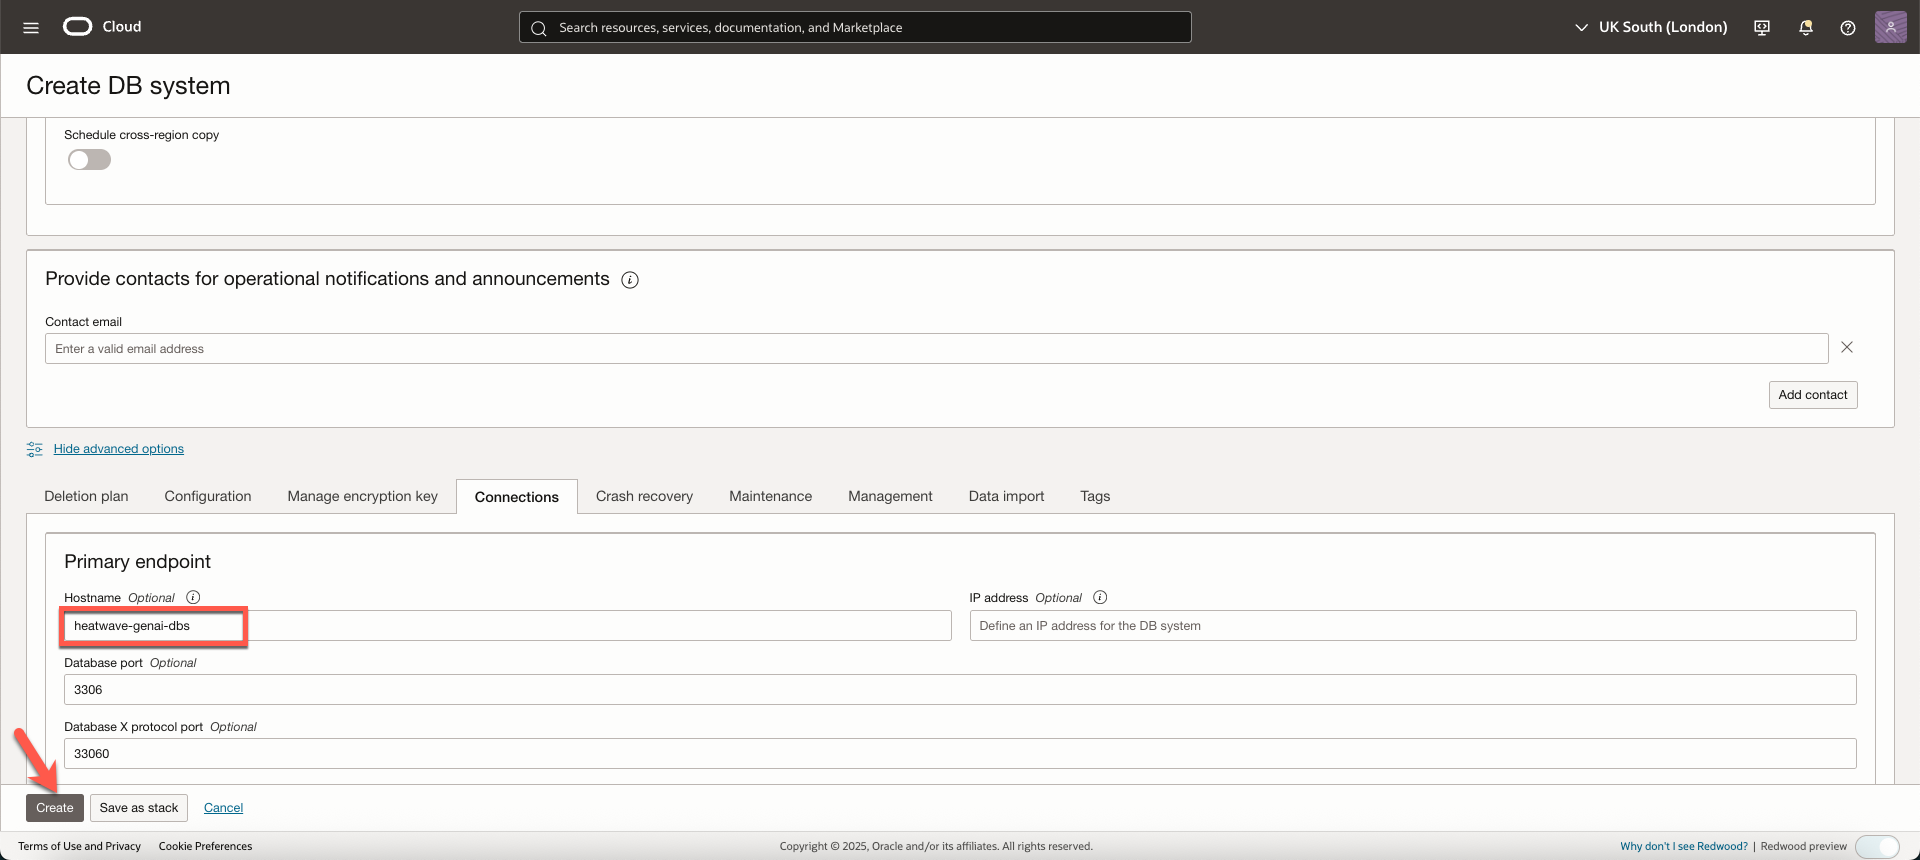 Cloud
Search resources, services, documentation, and Marketplace
UK South (London)
Create DB system
Schedule cross-region copy
Provide contacts for operational notifications and announcements
Contact email
Enter a valid email address
Add contact
Hide advanced options
Deletion plan Configuration Manage encryption key Connections Crash recovery Maintenance Management Data import Tags
Primary endpoint
Hostname Optional
IP address Optional
heatwave-genai-dbs
Define an IP address for the DB system
Database port Optional
3306
Database X protocol port Optional
33060
Create Save as stack Cancel
Terms of Use and Privacy Cookie Preferences
Copyright © 2025, Oracle and/or its affiliates. All rights reserved.
Why don't I see Redwood? | Redwood preview